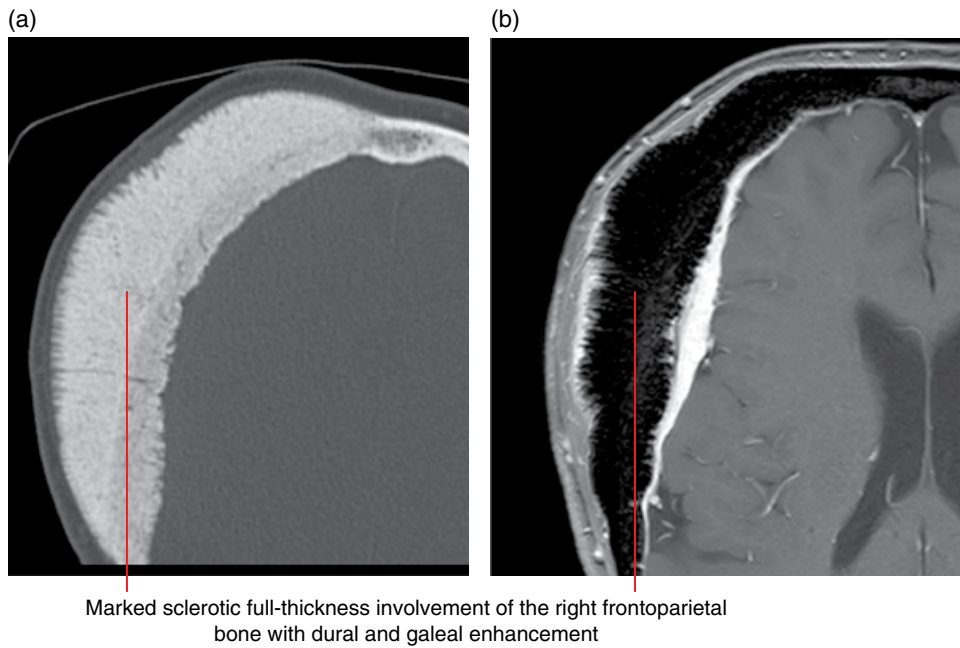 (a)
(b)
Marked sclerotic full-thickness involvement of the right frontoparietal
bone with dural and galeal enhancement